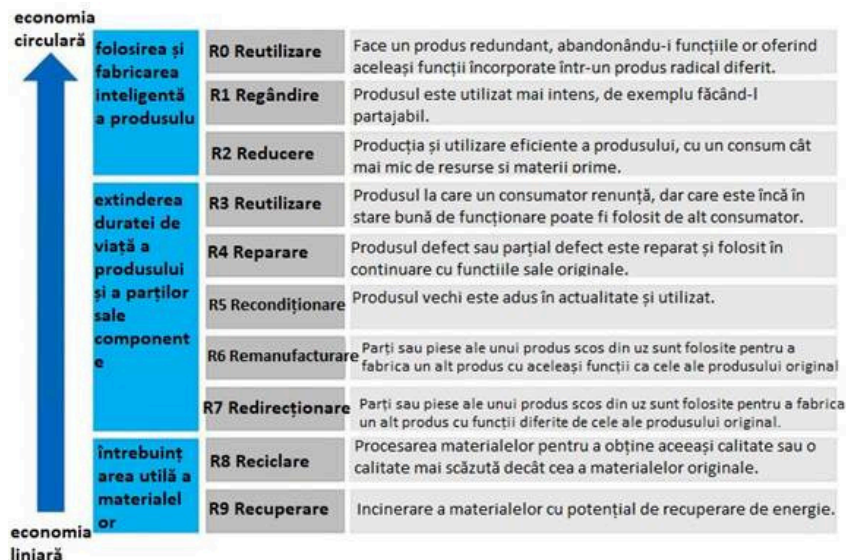 economia
circulară
folosirea și
fabricarea
inteligentă
a produsulu
R0 Reutilizare
Face un produs redundant, abandonându-i funcțiile or oferind
aceleași funcții încorporate într-un produs radical diferit.
R1 Regândire
Produsul este utilizat mai intens, de exemplu făcând-l
partajabil.
R2 Reducere
Producția și utilizare eficiente a produsului, cu un consum cât
mai mic de resurse si materii prime.
extinderea
duratei de
viață a
produsului
și a parților
sale
component
e
R3 Reutilizare
Produsul la care un consumator renunță, dar care este încă în
stare bună de funcționare poate fi folosit de alt consumator.
R4 Reparare
Produsul defect sau parțial defect este reparat și folosit în
continuare cu functiile sale originale.
R5 Recondiționare
Produsul vechi este adus în actualitate și utilizat.
R6 Remanufacturare
Parți sau piese ale unui produs scos din uz sunt folosite pentru a
fabrica un alt produs cu aceleași funcții ca cele ale produsului original
R7 Redirecționare
Parți sau piese ale unui produs scos din uz sunt folosite pentru a fabrica
un alt produs cu funcții diferite de cele ale produsului original.
întrebuinț
area utilă a
materialel
or
R8 Reciclare
Procesarea materialelor pentru a obține aceeași calitate sau o
calitate mai scăzută decât cea a materialelor originale.
R9 Recuperare
Incinerare a materialelor cu potențial de recuperare de energie.
economia
liniară